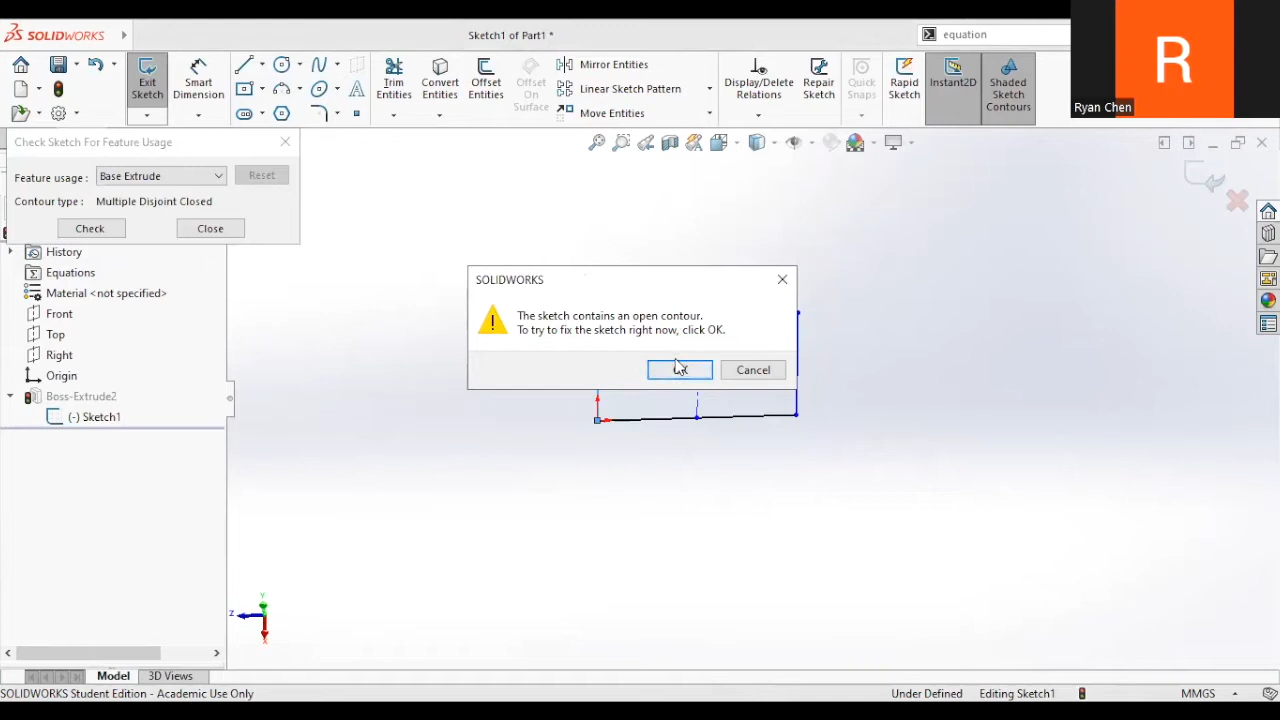 SOLIDWORKS
Sketch1 of Part1 *
equation
R
Ryan Chen
Exit Sketch
Smart Dimension
Trim Entities
Convert Entities
Offset Entities
Offset On Surface
Mirror Entities
Linear Sketch Pattern
Move Entities
Display/Delete Relations
Repair Sketch
Quick Snaps
Rapid Sketch
Instant2D
Shaded Sketch Contours
Check Sketch For Feature Usage
Feature usage : Base Extrude Reset
Contour type : Multiple Disjoint Closed
Check Close
History
Equations
Material <not specified>
Front
Top
Right
Origin
Boss-Extrude2
(-) Sketch1
SOLIDWORKS
The sketch contains an open contour.
To try to fix the sketch right now, click OK.
Cancel
Y
Z
X
Model 3D Views
SOLIDWORKS Student Edition - Academic Use Only
Under Defined Editing Sketch1 MMGS